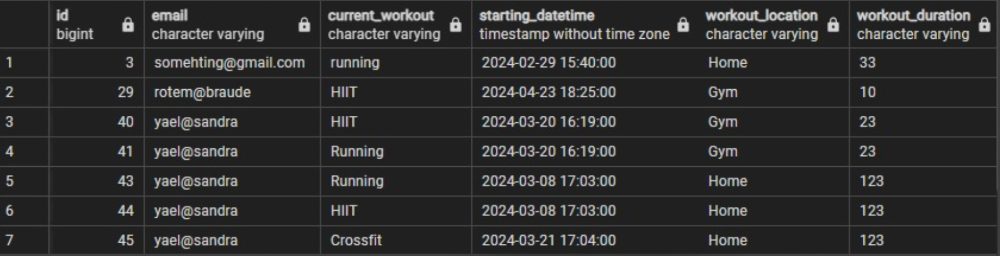 id email current_workout starting_datetime workout_location workout_duration
bigint character varying character varying timestamp without time zone character varying character varying
1 3 somehting@gmail.com running 2024-02-29 15:40:00 Home 33
2 29 rotem@braude HIIT 2024-04-23 18:25:00 Gym 10
3 40 yael@sandra HIIT 2024-03-20 16:19:00 Gym 23
4 41 yael@sandra Running 2024-03-20 16:19:00 Gym 23
5 43 yael@sandra Running 2024-03-08 17:03:00 Home 123
6 44 yael@sandra HIIT 2024-03-08 17:03:00 Home 123
7 45 yael@sandra Crossfit 2024-03-21 17:04:00 Home 123